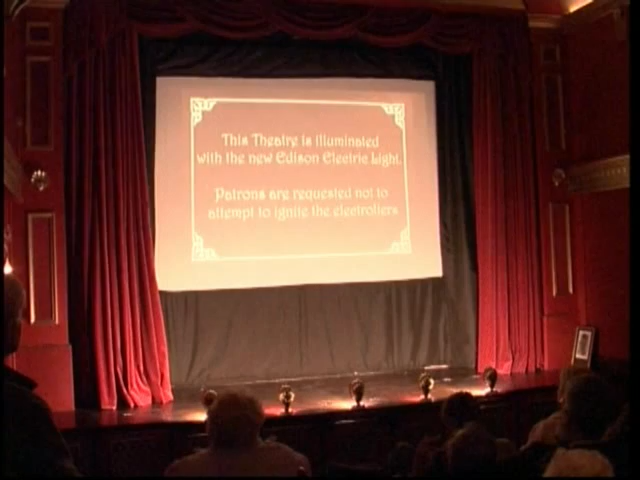 This Theatre is illuminated
with the new Edison Electric Light.
Patrons are requested not to
attempt to ignite the electroliers